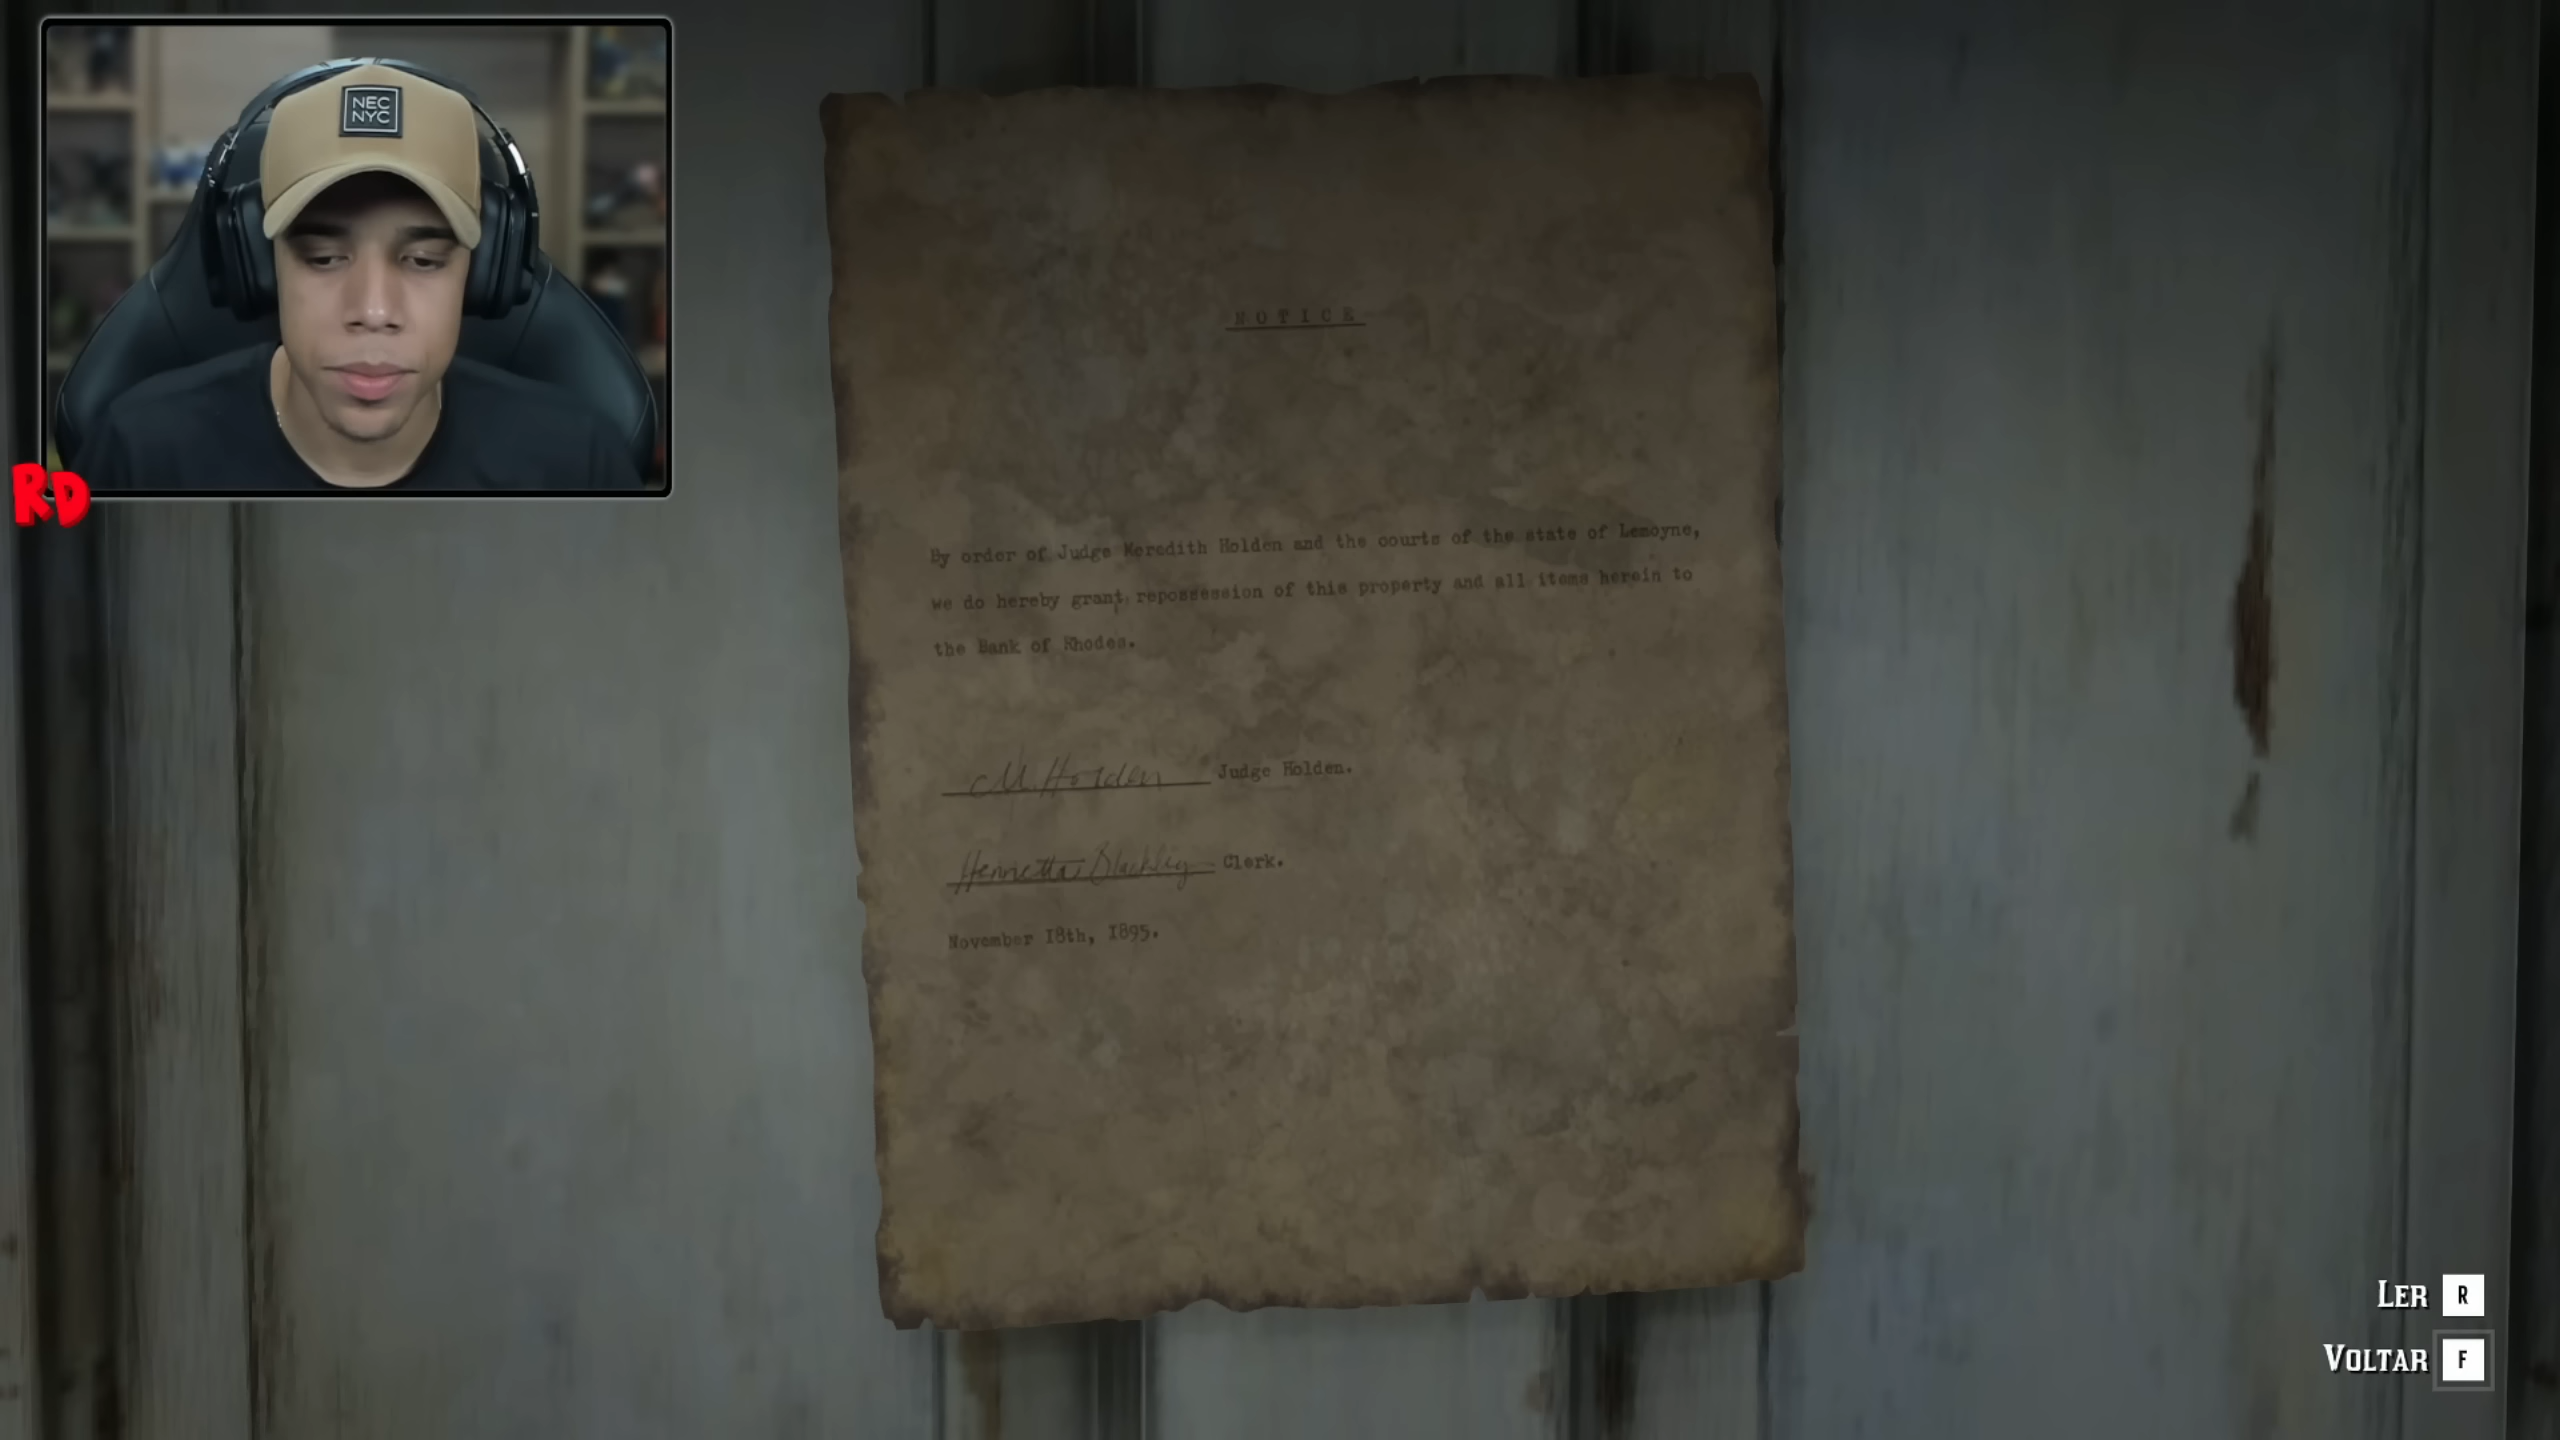 NEC
NYC
RD
NOTICE
By order of Judge Meredith Holden and the courts of the state of Lemoyne,
we do hereby grant repossession of this property and all items herein to
the Bank of Rhodes.
M. Holden Judge Holden.
Henrietta Clerk.
November 18th, 1895.
LER R
VOLTAR F